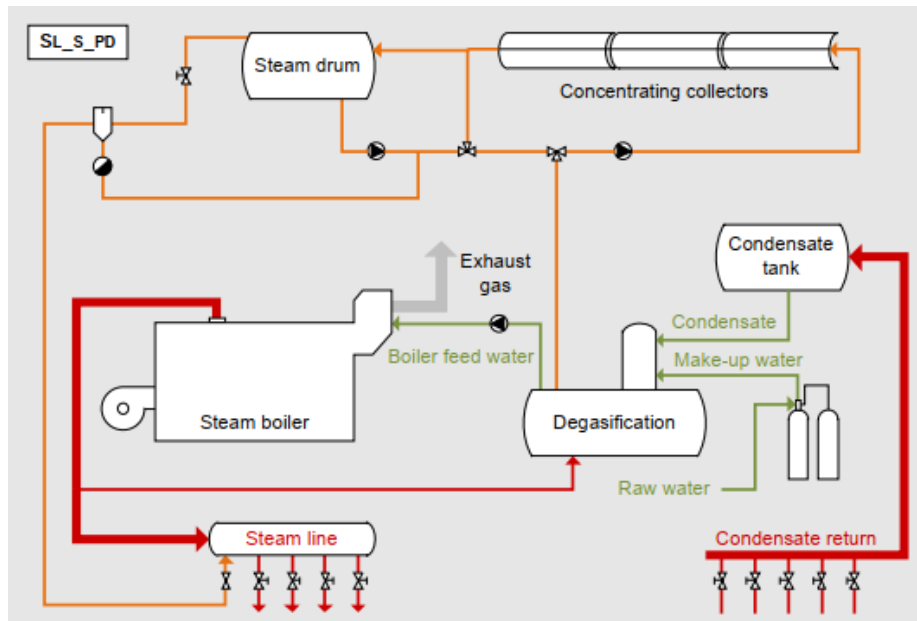 SL_S_PD
Steam drum
Concentrating collectors
Exhaust
gas
Condensate
tank
Condensate
Boiler feed water
Make-up water
Steam boiler
Degasification
Raw water
Steam line
Condensate return